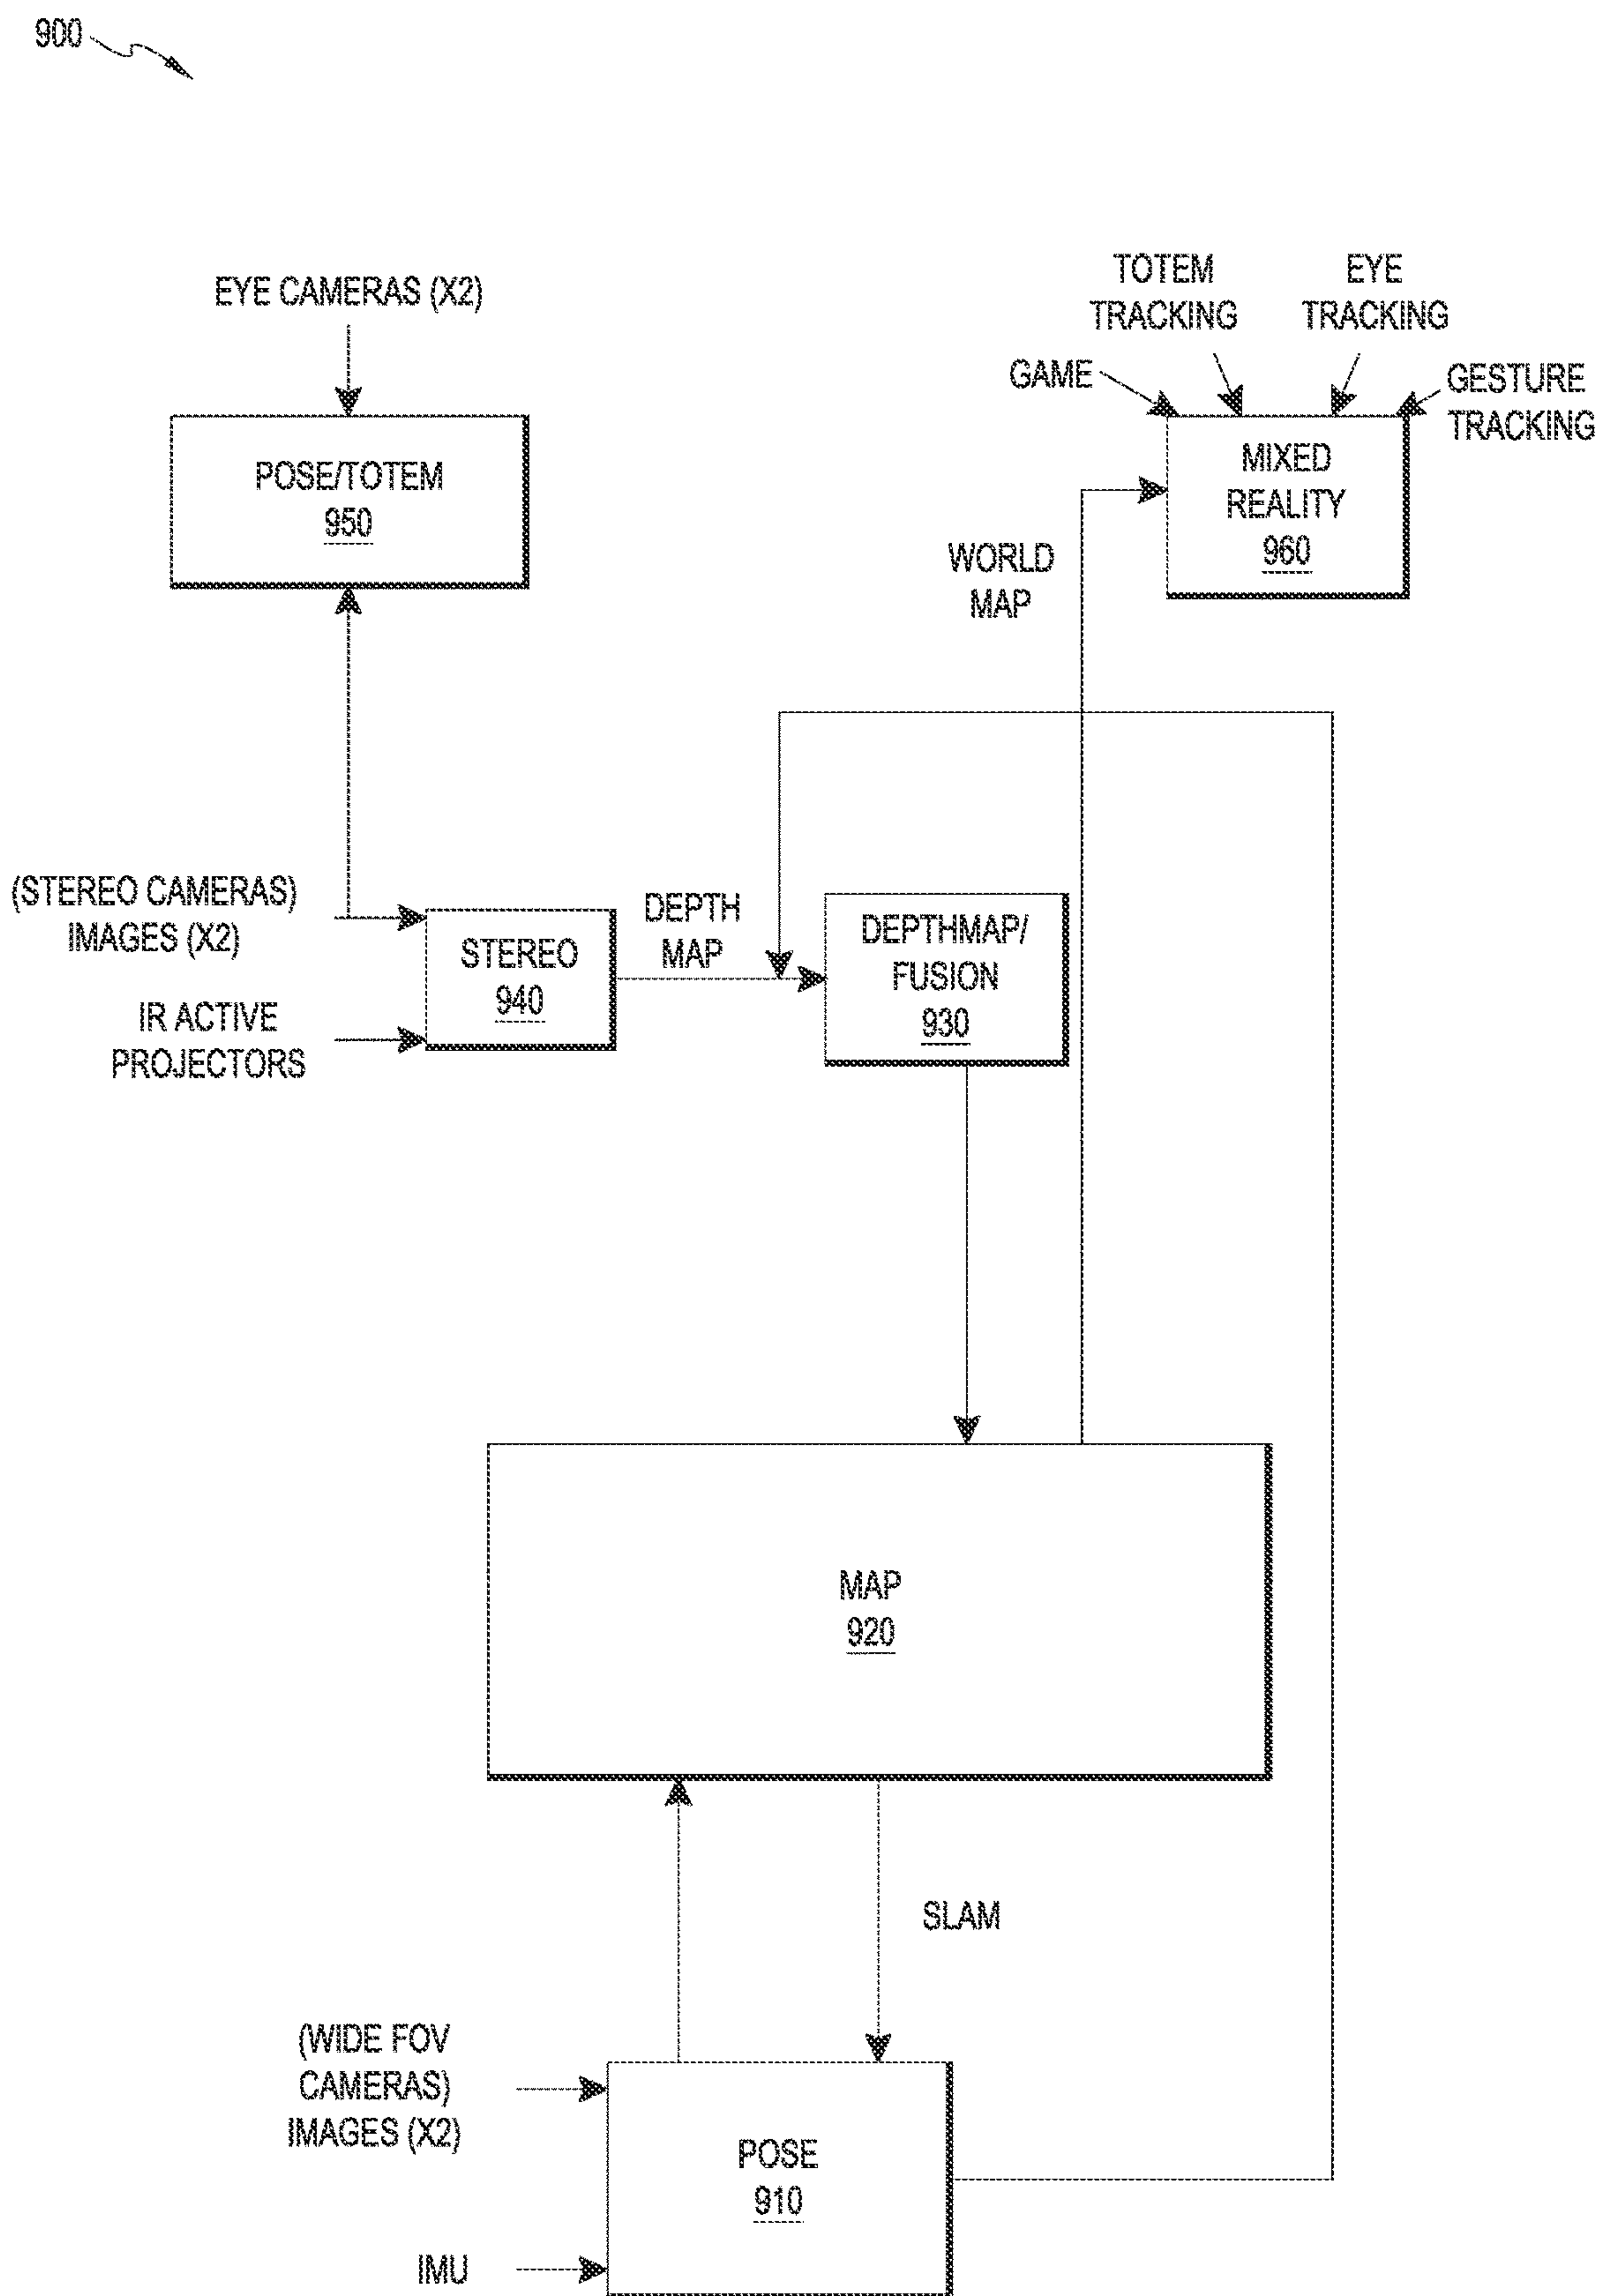 900
EYE CAMERAS (X2)
POSE/TOTEM
950
TOTEM
TRACKING
EYE
TRACKING
GAME
GESTURE
TRACKING
MIXED
REALITY
960
WORLD
MAP
(STEREO CAMERAS)
IMAGES (X2)
IR ACTIVE
PROJECTORS
STEREO
940
DEPTH
MAP
DEPTHMAP/
FUSION
930
MAP
920
SLAM
(WIDE FOV
CAMERAS)
IMAGES (X2)
IMU
POSE
910